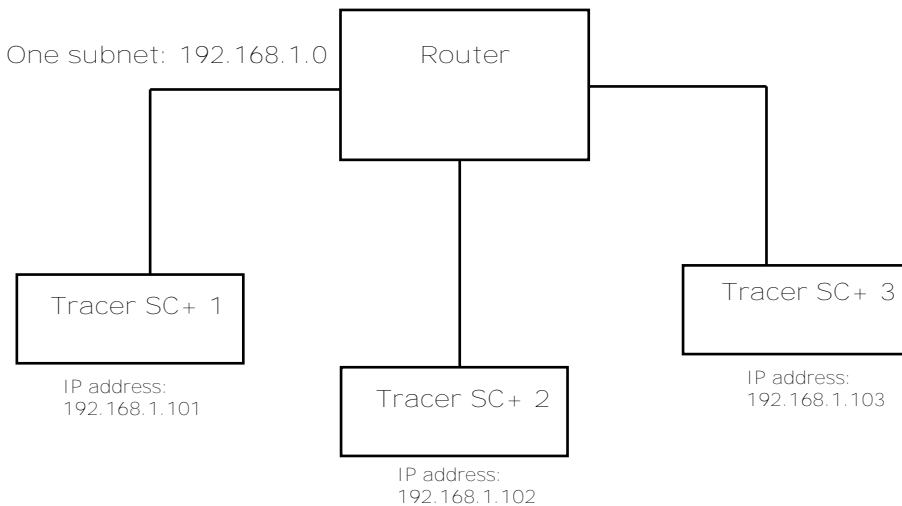 One subnet: 192.168.1.0
Router
Tracer SC+ 1
IP address:
192.168.1.101
Tracer SC+ 2
IP address:
192.168.1.102
Tracer SC+ 3
IP address:
192.168.1.103